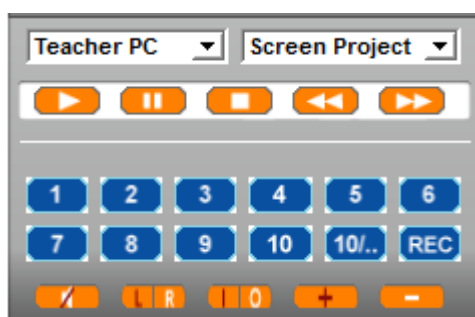 Teacher PC Screen Project
1 2 3 4 5 6
7 8 9 10 10/.. REC
L R I O + -